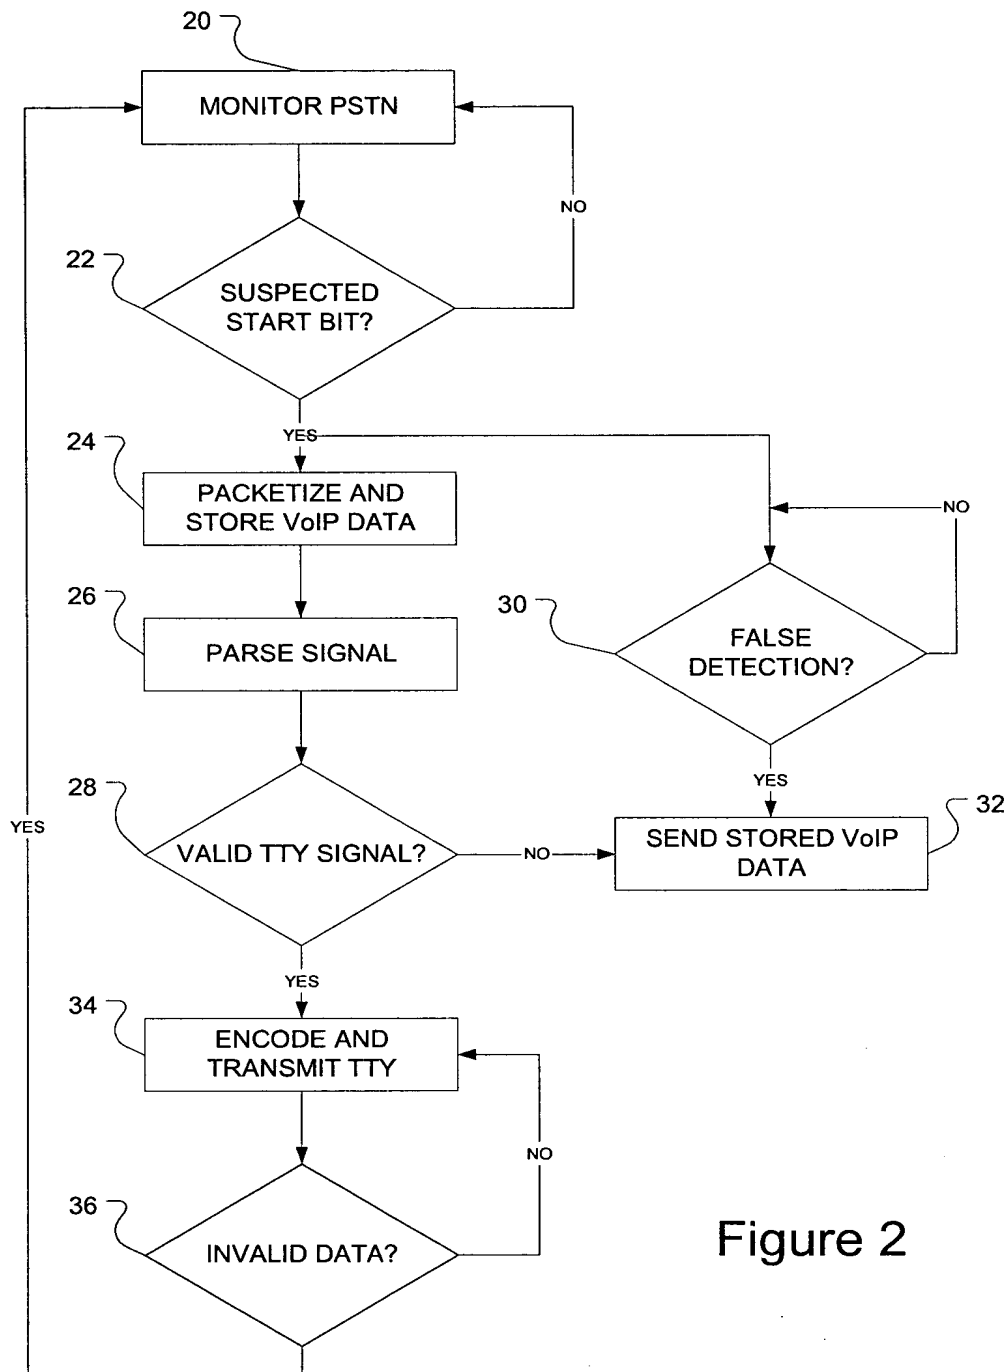 20
MONITOR PSTN
NO
22
SUSPECTED
START BIT?
YES
24
PACKETIZE AND
STORE VoIP DATA
NO
26
PARSE SIGNAL
30
FALSE
DETECTION?
YES
28
VALID TTY SIGNAL?
NO
32
SEND STORED VoIP
DATA
YES
YES
34
ENCODE AND
TRANSMIT TTY
NO
36
INVALID DATA?
Figure 2